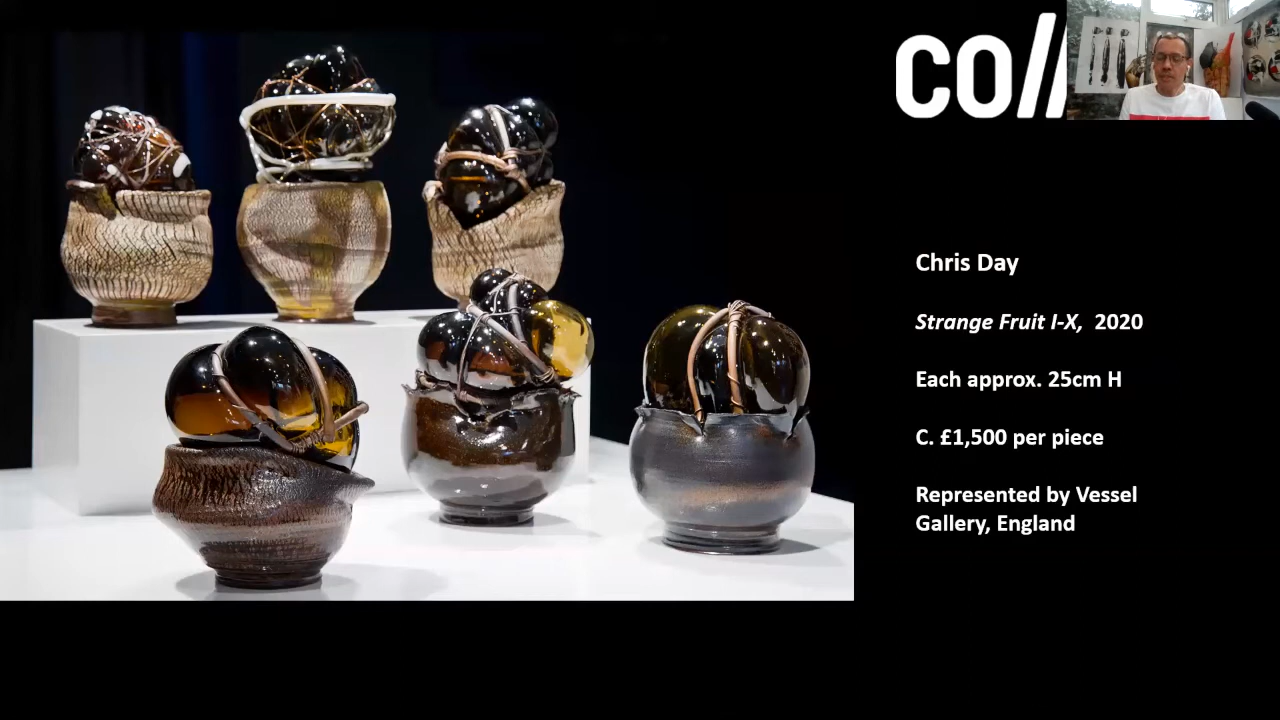 co//
Chris Day
Strange Fruit I-X, 2020
Each approx. 25cm H
C. £1,500 per piece
Represented by Vessel
Gallery, England